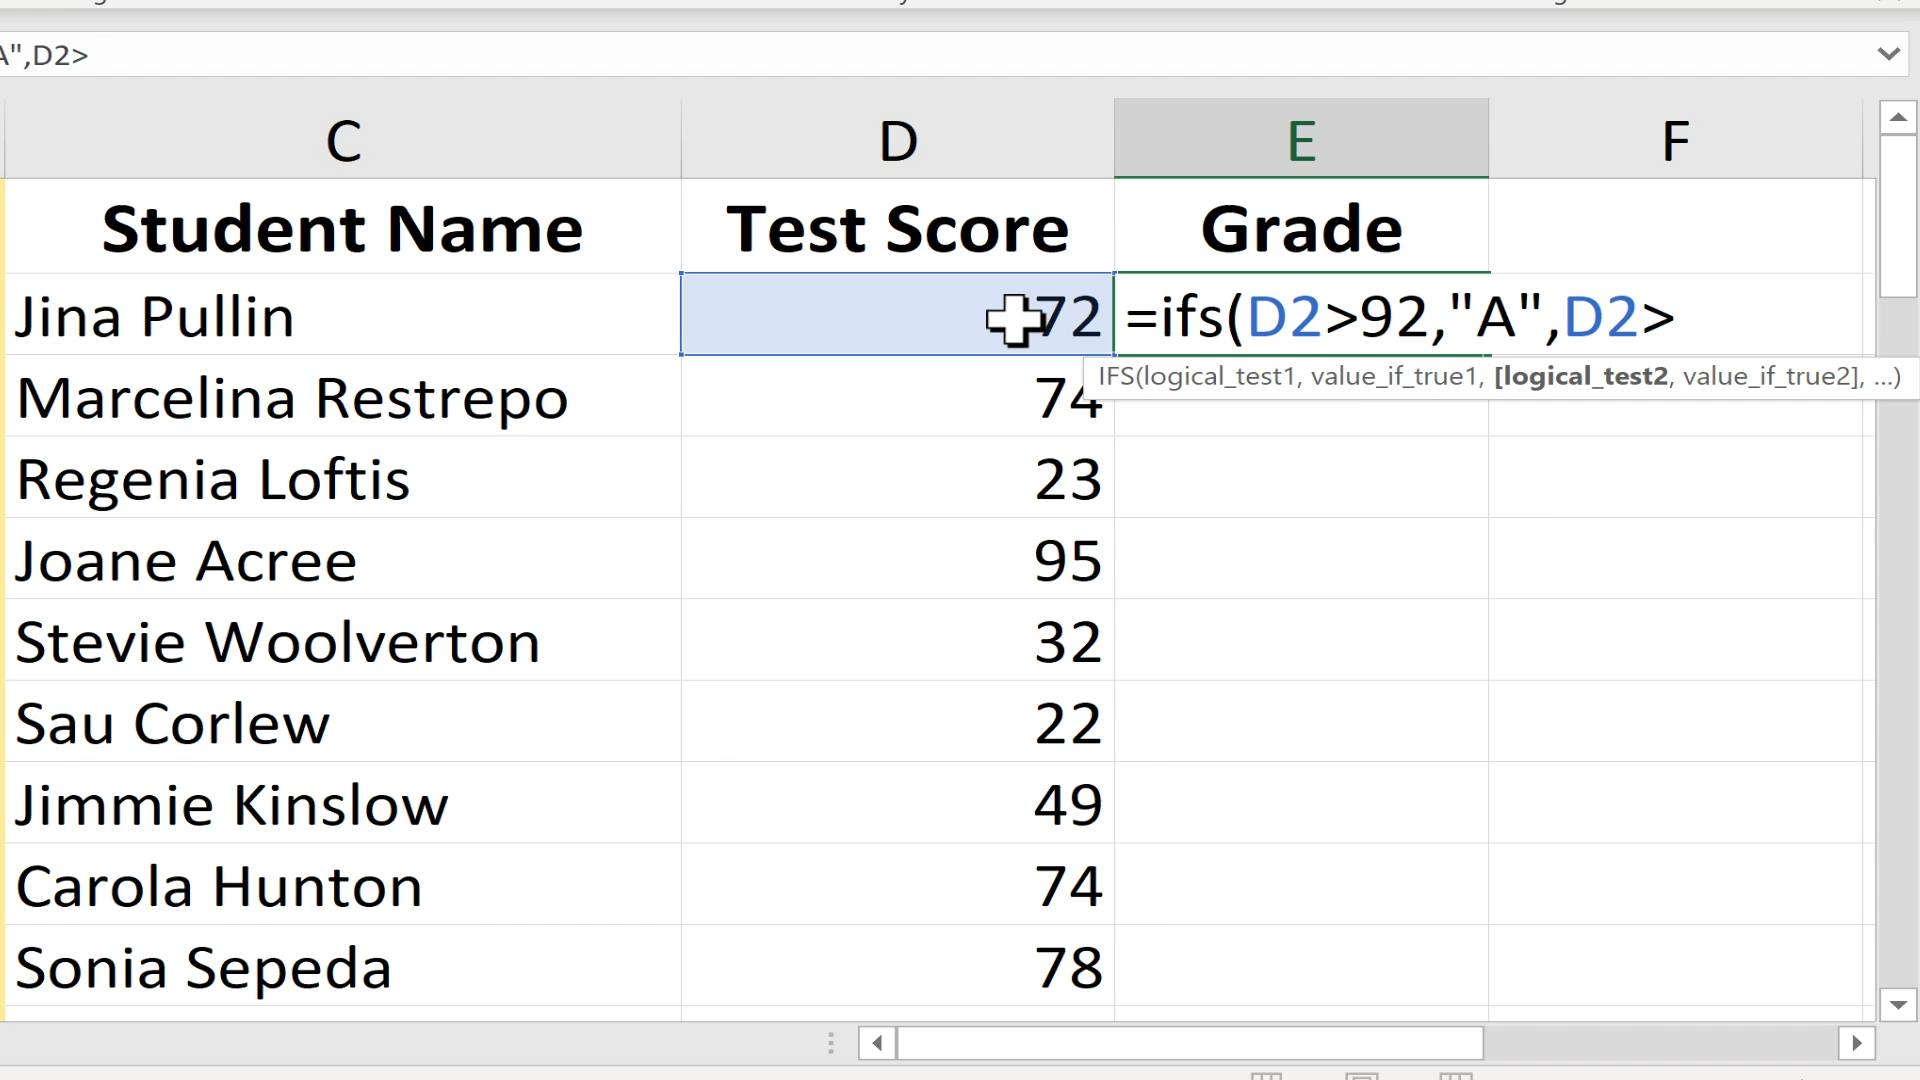 A",D2>
C D E F
Student Name Test Score Grade
Jina Pullin 72 =ifs(D2>92,"A",D2>
IFS(logical_test1, value_if_true1, [logical_test2, value_if_true2], ...)
Marcelina Restrepo 74
Regenia Loftis 23
Joane Acree 95
Stevie Woolverton 32
Sau Corlew 22
Jimmie Kinslow 49
Carola Hunton 74
Sonia Sepeda 78